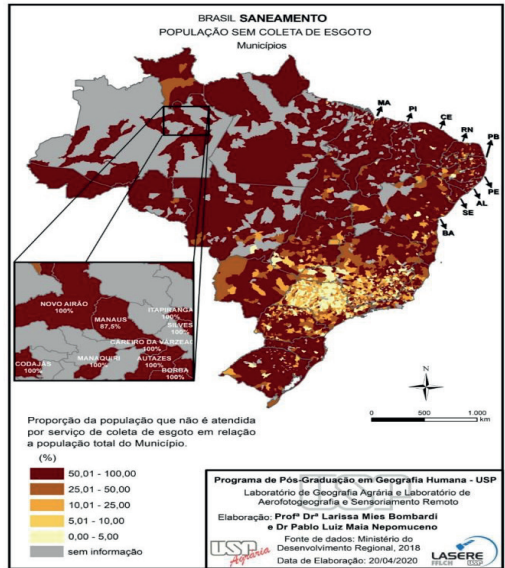 BRASIL SANEAMENTO
POPULAÇÃO SEM COLETA DE ESGOTO
Municípios
MA
PI
CE
RN
PB
PE
AL
SE
BA
NOVO AIRÃO
100%
MANAUS
87,5%
ITAPIRANGA
100%
SILVES
100%
CAREIRO DA VÁRZEA
100%
CODAJÁS
100%
MANAQUIRI
100%
AUTAZES
100%
BORBA
100%
N
0 500 1.000
km
Proporção da população que não é atendida
por serviço de coleta de esgoto em relação
a população total do Município.
(%)
50,01 - 100,00
25,01 - 50,00
10,01 - 25,00
5,01 - 10,00
0,00 - 5,00
sem informação
Programa de Pós-Graduação em Geografia Humana - USP
Laboratório de Geografia Agrária e Laboratório de
Aerofotogeografia e Sensoriamento Remoto
Elaboração: Profª Drª Larissa Mies Bombardi
e Dr Pablo Luiz Maia Nepomuceno
Fonte de dados: Ministério do
Desenvolvimento Regional, 2018
Data de Elaboração: 20/04/2020
USP
USP
Agrária
LASERE
FFLCH USP